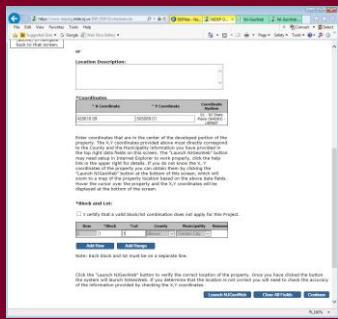 back to that screen.
or
Location Description:
*Coordinates
* X Coordinate
* Y Coordinate
Coordinate System
Enter coordinates that are in the center of the developed portion of
the property. The X,Y coordinates provided above must directly correspond
to the County and the Municipality information you have provided in
the top right data fields on this screen. The "Launch NJGeoWeb" button
may need setup in Internet Explorer to work properly, click the help
link in the upper right for details. If you do not know the X, Y
coordinates of the property you can obtain them by clicking the
"Launch NJGeoWeb" button at the bottom of this screen, which will
zoom to a map of the property location based on the above data fields.
Hover the cursor over the property and the X,Y coordinates will be
displayed at the bottom of the screen.
*Block and Lot:
I certify that a valid block/lot combination does not apply for this Project.
Item *Block *Lot County Municipality Remove
Add Row Add Range
Note: Each block and lot must be on a separate line.
Click the "Launch NJGeoWeb" button to verify the correct location of the property. Once you have clicked the button
the system will launch NJGeoWeb. If you determine that the location is not correct you will need to check the accuracy
of the information provided by checking the X,Y coordinates.
Launch NJGeoWeb Clear All Fields Continue